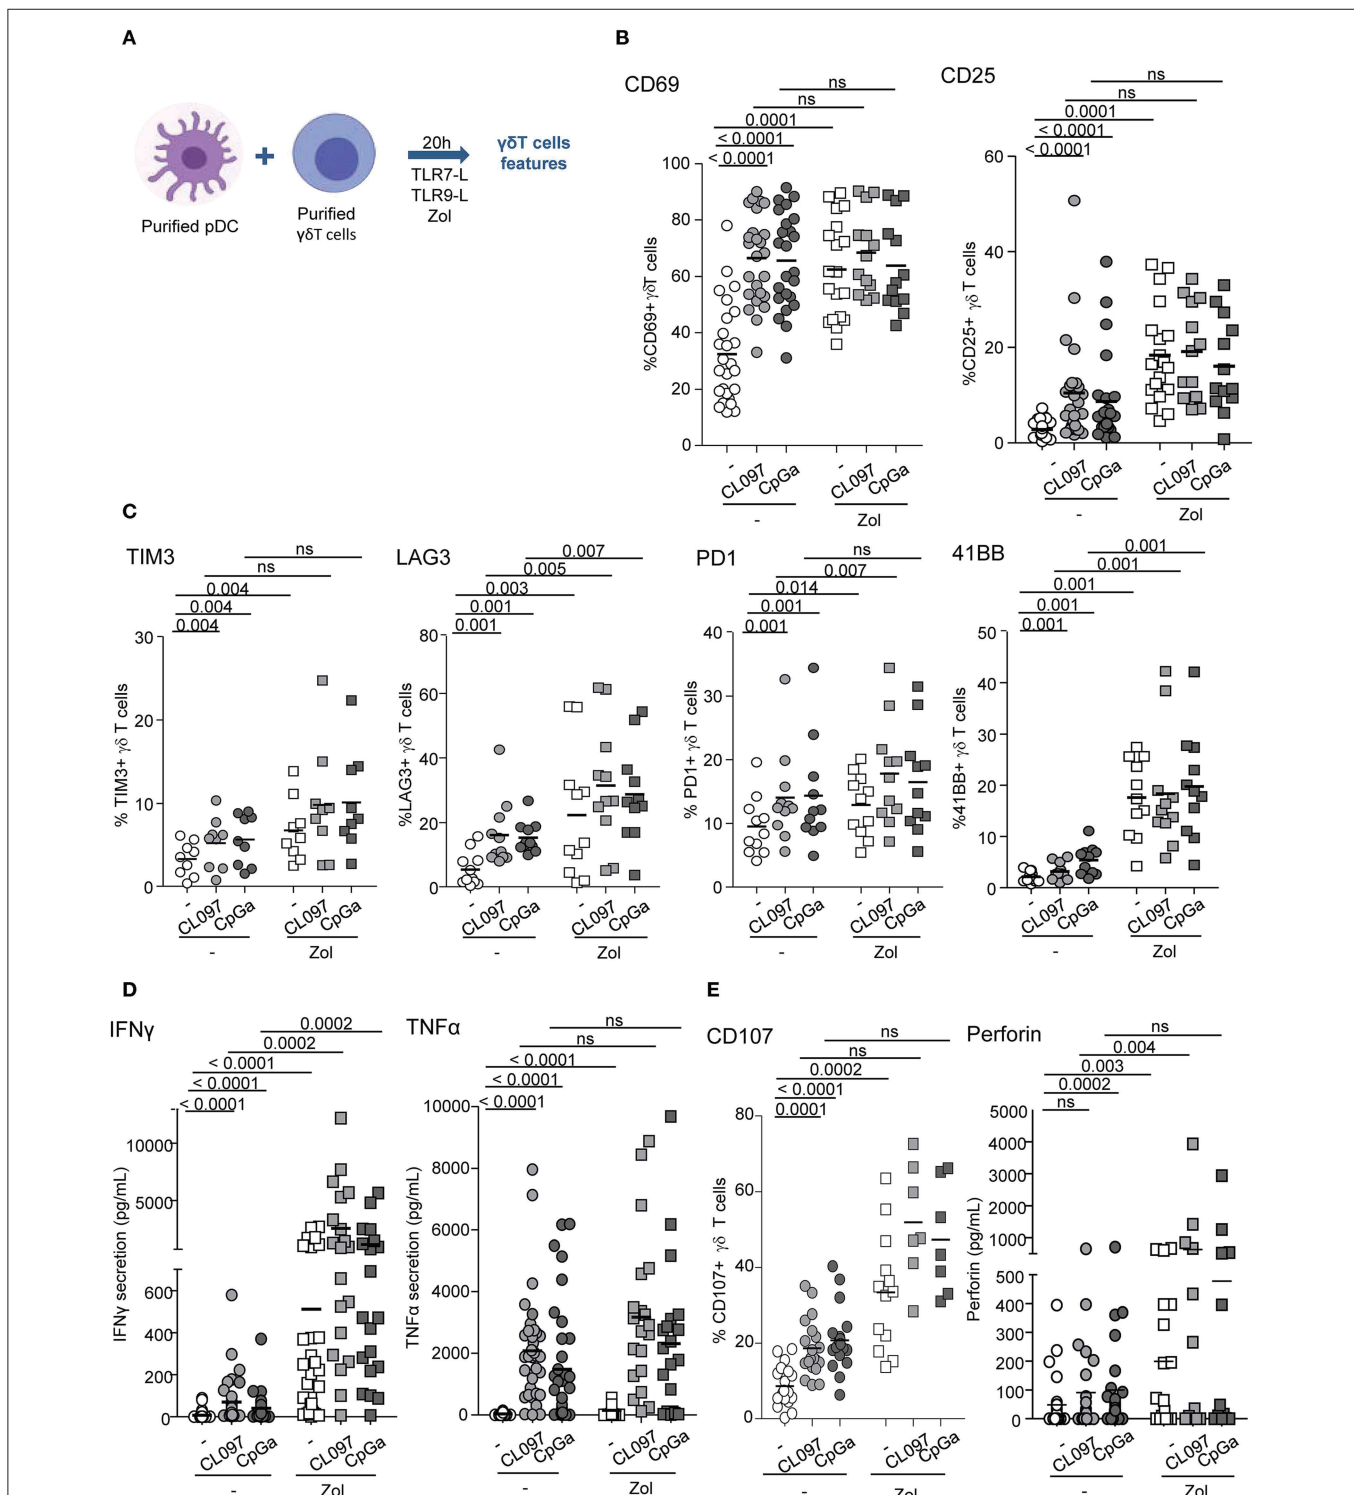 A
Purified pDC
+
Purified
γδT cells
20h
TLR7-L
TLR9-L
Zol
γδT cells
features
B
CD69
ns
ns
0.0001
< 0.0001
< 0.0001
%CD69+ γδT cells
100
80
60
40
20
0
-
CL097
CpGa
-
CL097
CpGa
-
Zol
CD25
ns
ns
0.0001
< 0.0001
< 0.0001
%CD25+ γδ T cells
60
40
20
0
-
CL097
CpGa
-
CL097
CpGa
-
Zol
C
TIM3
ns
ns
0.004
0.004
0.004
% TIM3+ γδ T cells
30
20
10
0
-
CL097
CpGa
-
CL097
CpGa
-
Zol
LAG3
0.007
0.005
0.003
0.001
0.001
%LAG3+ γδ T cells
80
60
40
20
0
-
CL097
CpGa
-
CL097
CpGa
-
Zol
PD1
ns
0.007
0.014
0.001
0.001
% PD1+ γδ T cells
40
30
20
10
0
-
CL097
CpGa
-
CL097
CpGa
-
Zol
41BB
0.001
0.001
0.001
0.001
0.001
%41BB+ γδ T cells
50
40
30
20
10
0
-
CL097
CpGa
-
CL097
CpGa
-
Zol
D
IFNγ
0.0002
0.0002
< 0.0001
< 0.0001
< 0.0001
IFNγ secretion (pg/mL)
10000
5000
600
400
200
0
-
CL097
CpGa
-
CL097
CpGa
-
Zol
TNFα
ns
ns
< 0.0001
< 0.0001
< 0.0001
TNFα secretion (pg/mL)
10000
8000
6000
4000
2000
0
-
CL097
CpGa
-
CL097
CpGa
-
Zol
E
CD107
ns
ns
0.0002
< 0.0001
0.0001
% CD107+ γδ T cells
80
60
40
20
0
-
CL097
CpGa
-
CL097
CpGa
-
Zol
Perforin
ns
0.004
0.003
0.0002
ns
Perforin (pg/mL)
5000
4000
3000
2000
1000
500
400
300
200
100
0
-
CL097
CpGa
-
CL097
CpGa
-
Zol